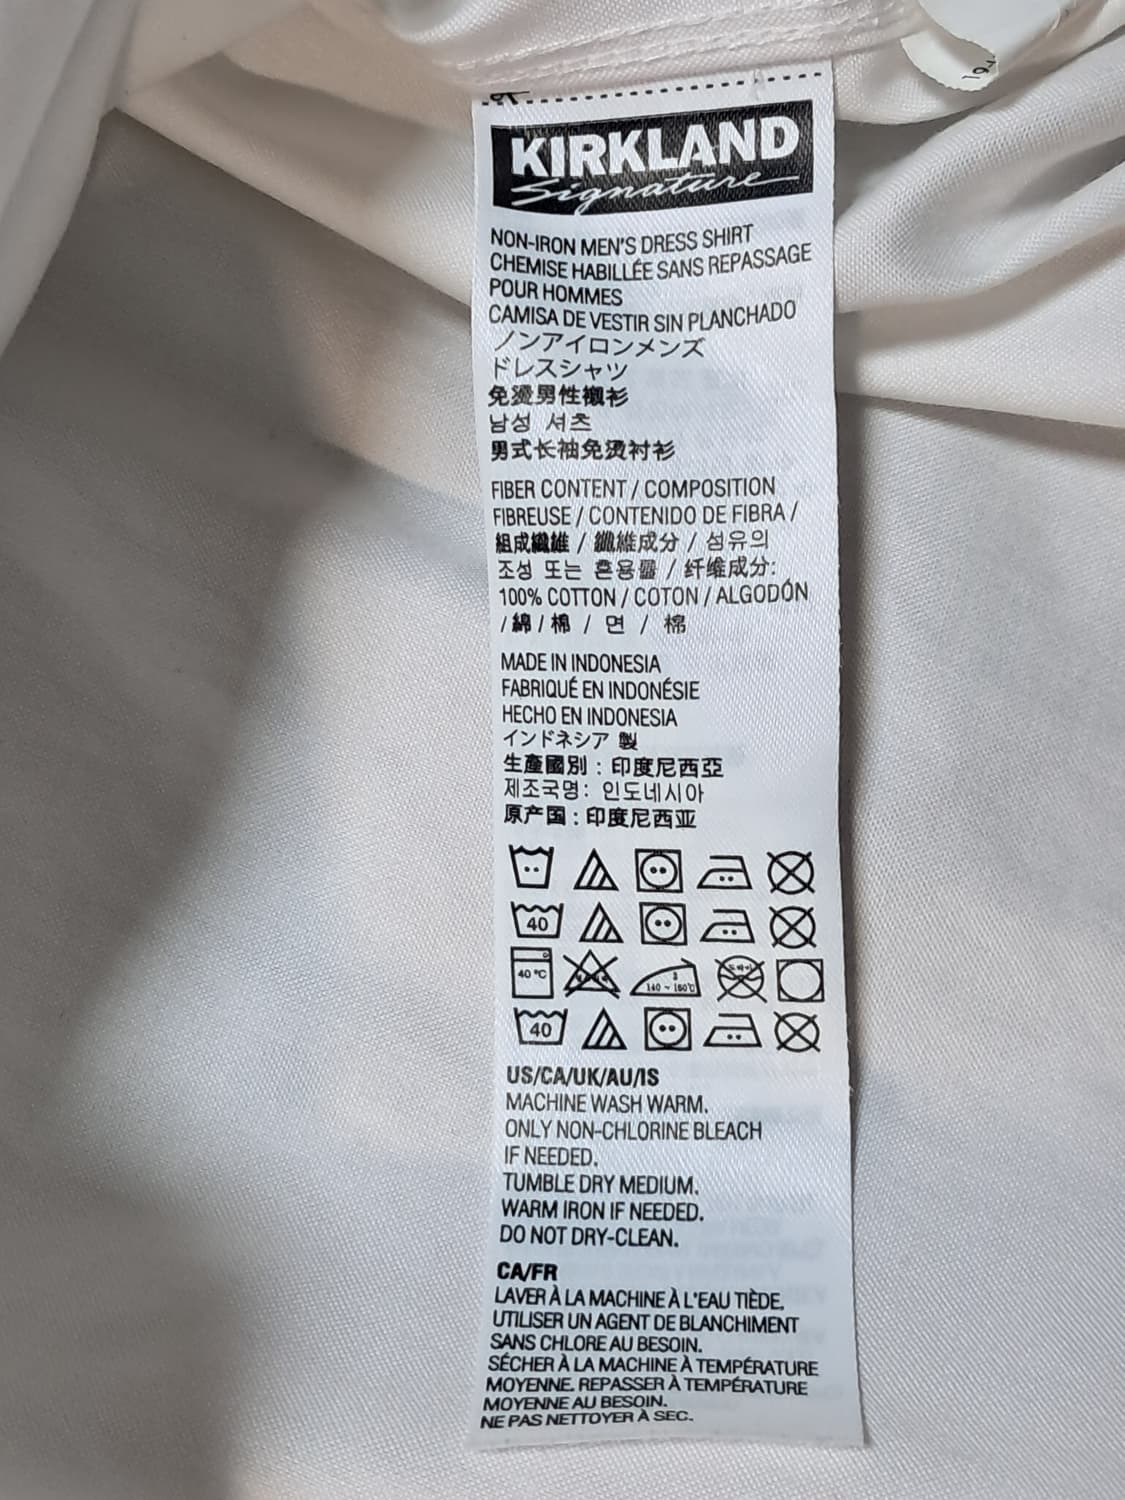 KIRKLAND
Signature
NON-IRON MEN'S DRESS SHIRT
CHEMISE HABILLÉE SANS REPASSAGE
POUR HOMMES
CAMISA DE VESTIR SIN PLANCHADO
ノンアイロンメンズ
ドレスシャツ
免燙男性襯衫
남성 셔츠
男式长袖免烫衬衫
FIBER CONTENT / COMPOSITION
FIBREUSE / CONTENIDO DE FIBRA /
組成繊維 / 纖維成分 / 섬유의
조성 또는 혼용률 / 纤维成分:
100% COTTON / COTON / ALGODÓN
/ 綿 / 棉 / 면 / 棉
MADE IN INDONESIA
FABRIQUÉ EN INDONÉSIE
HECHO EN INDONESIA
インドネシア 製
生產國別 : 印度尼西亞
제조국명: 인도네시아
原产国 : 印度尼西亚
40
40 °C 3 140 ~ 160°C 드라이
40
US/CA/UK/AU/IS
MACHINE WASH WARM.
ONLY NON-CHLORINE BLEACH
IF NEEDED.
TUMBLE DRY MEDIUM.
WARM IRON IF NEEDED.
DO NOT DRY-CLEAN.
CA/FR
LAVER À LA MACHINE À L'EAU TIÈDE.
UTILISER UN AGENT DE BLANCHIMENT
SANS CHLORE AU BESOIN.
SÉCHER À LA MACHINE À TEMPÉRATURE
MOYENNE. REPASSER À TEMPÉRATURE
MOYENNE AU BESOIN.
NE PAS NETTOYER À SEC.